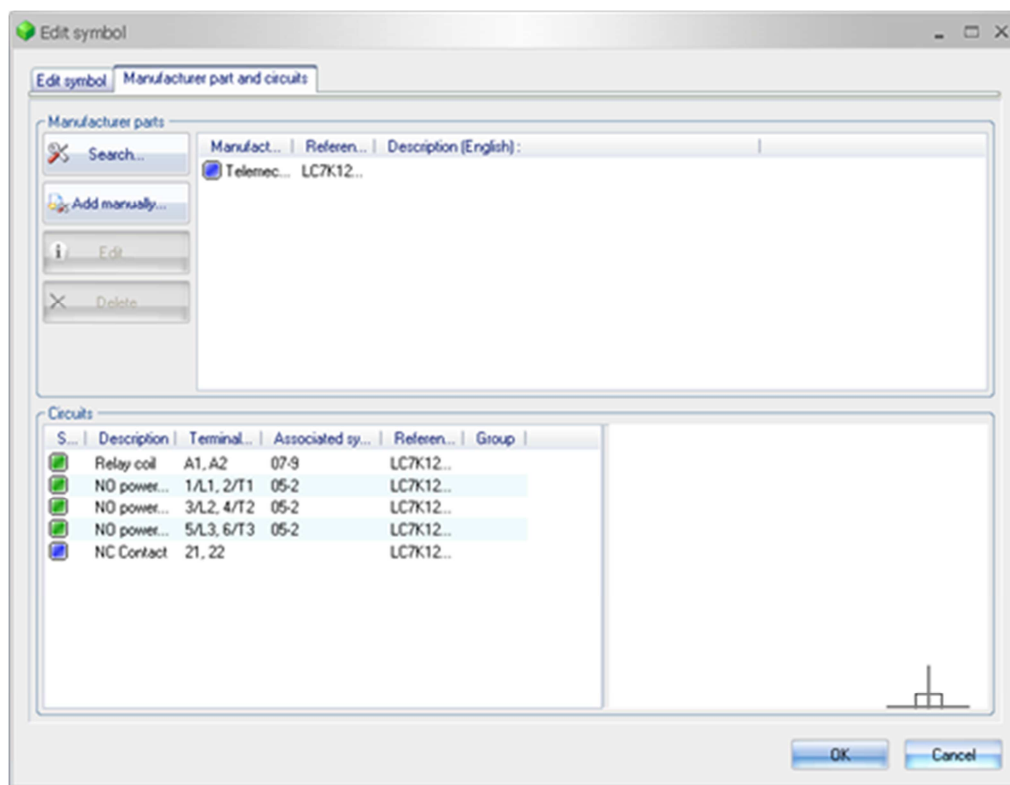 Edit symbol
Edit symbol Manufacturer part and circuits
Manufacturer parts
Search...
Add manually...
Edit...
Delete
Manufact... Referen... Description (English) :
Telemec... LC7K12...
Circuits
S... Description Terminal... Associated sy... Referen... Group
Relay coil A1, A2 07-9 LC7K12...
NO power... 1/L1, 2/T1 05-2 LC7K12...
NO power... 3/L2, 4/T2 05-2 LC7K12...
NO power... 5/L3, 6/T3 05-2 LC7K12...
NC Contact 21, 22 LC7K12...
OK Cancel